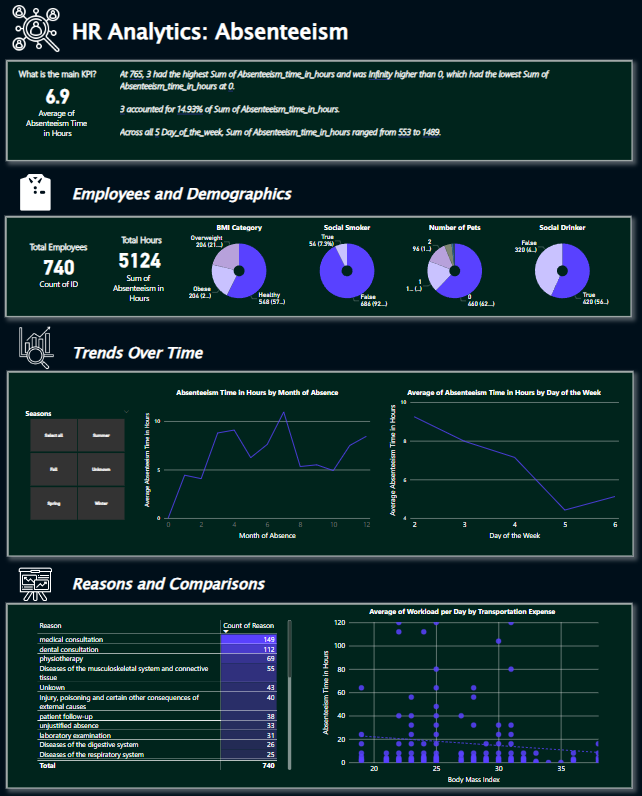 HR Analytics: Absenteeism
What is the main KPI?
6.9
Average of
Absenteeism Time
in Hours
At 765, 3 had the highest Sum of Absenteeism_time_in_hours and was Infinity higher than 0, which had the lowest Sum of
Absenteeism_time_in_hours at 0.
3 accounted for 14.93% of Sum of Absenteeism_time_in_hours.
Across all 5 Day_of_the_week, Sum of Absenteeism_time_in_hours ranged from 553 to 1489.
Employees and Demographics
Total Employees
740
Count of ID
Total Hours
5124
Sum of
Absenteeism in
Hours
BMI Category
Overweight
206 (21...)
Obese
206 (2...)
Healthy
548 (57...)
Social Smoker
True
54 (7.3%)
False
686 (92...)
Number of Pets
2
96 (1...)
1
1... (...)
0
460 (62...)
Social Drinker
False
320 (4...)
True
420 (56...)
Trends Over Time
Seasons
Select all
Summer
Fall
Unknown
Spring
Winter
Absenteeism Time in Hours by Month of Absence
Average Absenteeism Time in Hours
10
5
0
0 2 4 6 8 10 12
Month of Absence
Average of Absenteeism Time in Hours by Day of the Week
Average Absenteeism Time in Hours
10
8
6
4
2 3 4 5 6
Day of the Week
Reasons and Comparisons
Reason Count of Reason
medical consultation 149
dental consultation 112
physiotherapy 69
Diseases of the musculoskeletal system and connective 55
tissue
Unkown 43
Injury, poisoning and certain other consequences of 40
external causes
patient follow-up 38
unjustified absence 33
laboratory examination 31
Diseases of the digestive system 26
Diseases of the respiratory system 25
Total 740
Average of Workload per Day by Transportation Expense
Absenteeism Time in Hours
120
100
80
60
40
20
0
20 25 30 35
Body Mass Index